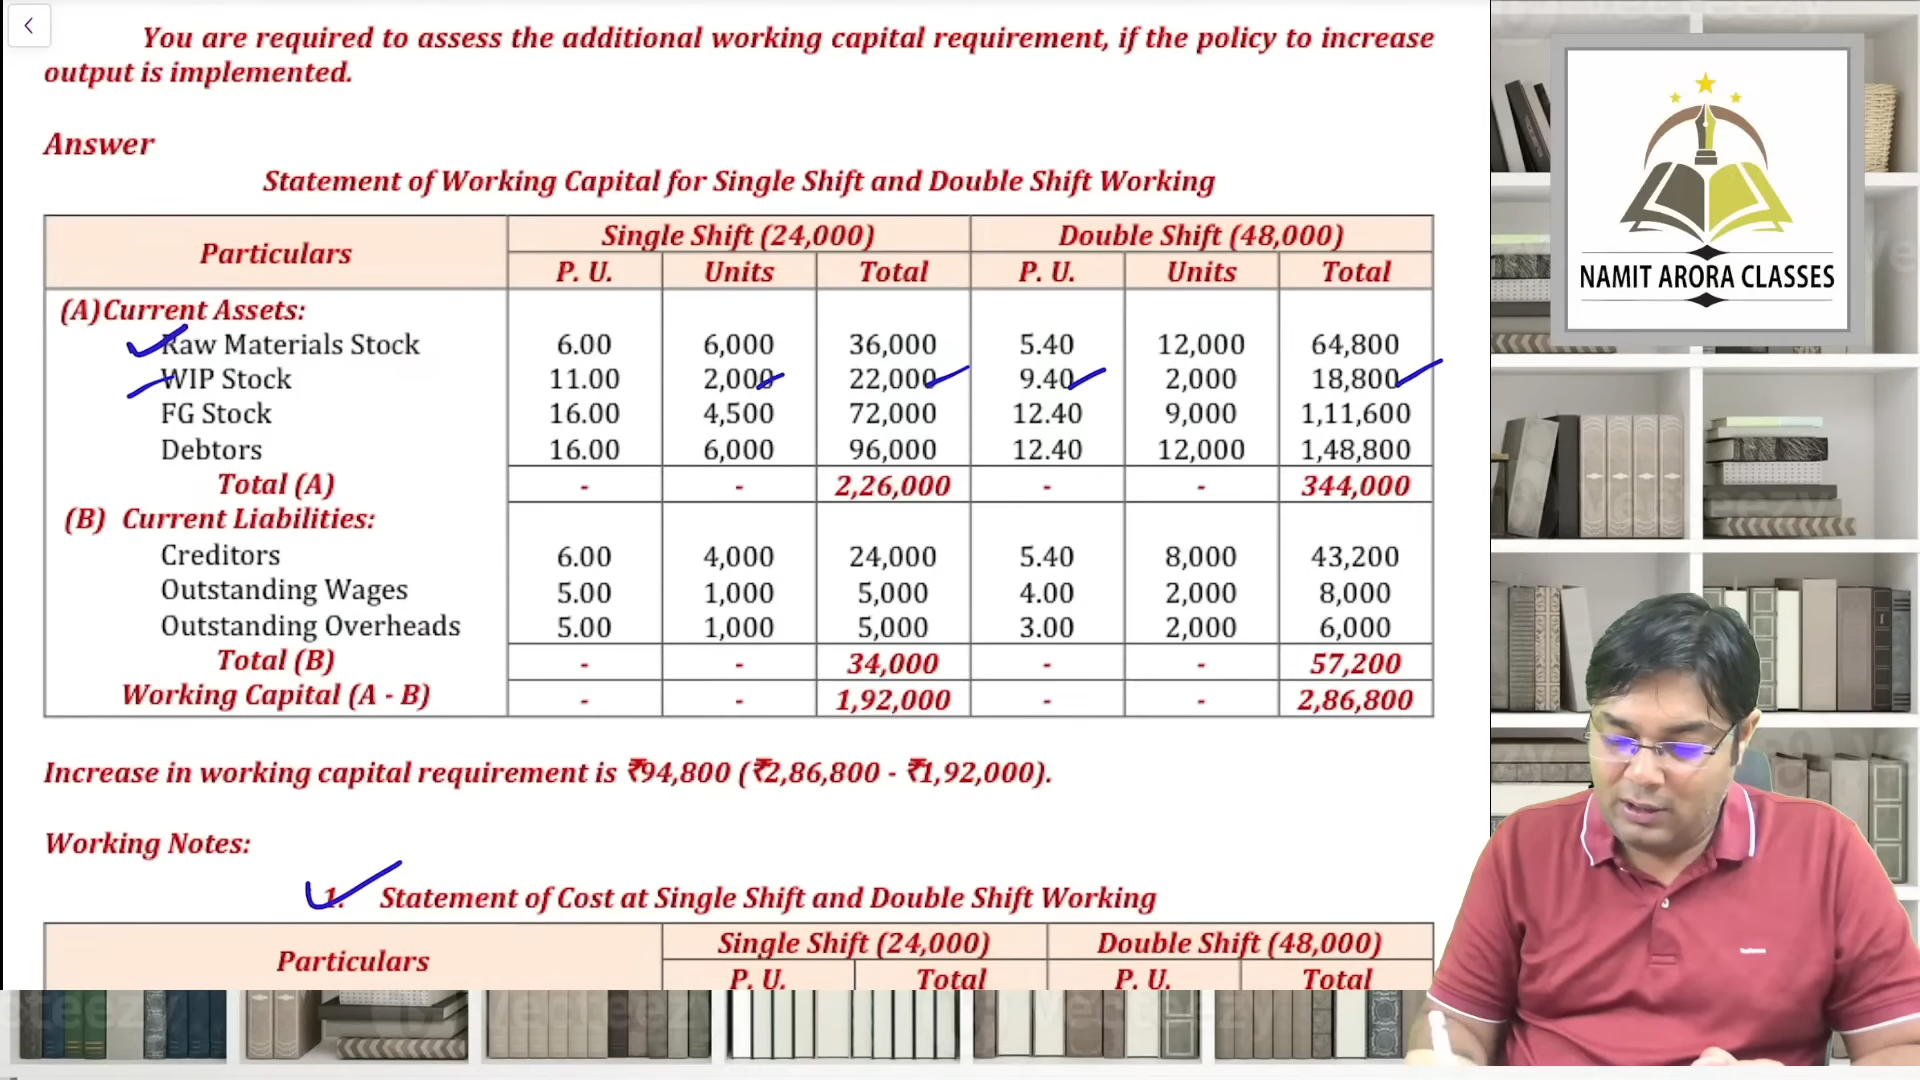 You are required to assess the additional working capital requirement, if the policy to increase
output is implemented.
Answer
Statement of Working Capital for Single Shift and Double Shift Working
Particulars Single Shift (24,000) Double Shift (48,000)
P. U. Units Total P. U. Units Total
(A)Current Assets:
Raw Materials Stock 6.00 6,000 36,000 5.40 12,000 64,800
WIP Stock 11.00 2,000 22,000 9.40 2,000 18,800
FG Stock 16.00 4,500 72,000 12.40 9,000 1,11,600
Debtors 16.00 6,000 96,000 12.40 12,000 1,48,800
Total (A) - - 2,26,000 - - 344,000
(B) Current Liabilities:
Creditors 6.00 4,000 24,000 5.40 8,000 43,200
Outstanding Wages 5.00 1,000 5,000 4.00 2,000 8,000
Outstanding Overheads 5.00 1,000 5,000 3.00 2,000 6,000
Total (B) - - 34,000 - - 57,200
Working Capital (A - B) - - 1,92,000 - - 2,86,800
Increase in working capital requirement is ₹94,800 (₹2,86,800 - ₹1,92,000).
Working Notes:
1. Statement of Cost at Single Shift and Double Shift Working
Particulars Single Shift (24,000) Double Shift (48,000)
P. U. Total P. U. Total
NAMIT ARORA CLASSES